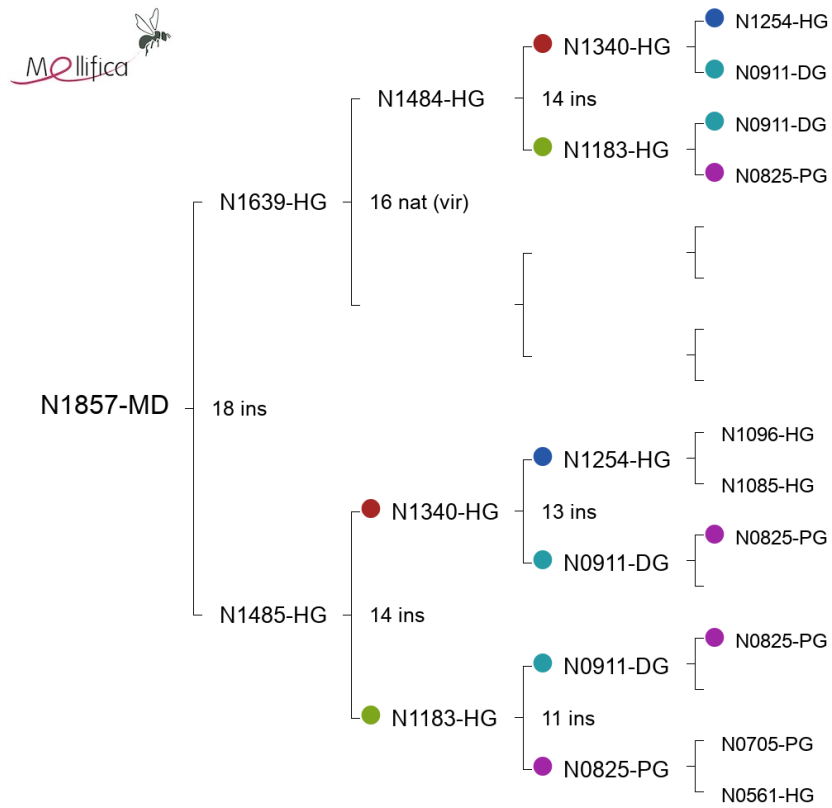 Mellifica
N1254-HG
N1340-HG
N0911-DG
N1484-HG
14 ins
N0911-DG
N1183-HG
N0825-PG
N1639-HG
16 nat (vir)
N1857-MD
18 ins
N1096-HG
N1254-HG
N1085-HG
N1340-HG
13 ins
N0825-PG
N0911-DG
N1485-HG
14 ins
N0825-PG
N0911-DG
N1183-HG
11 ins
N0705-PG
N0825-PG
N0561-HG